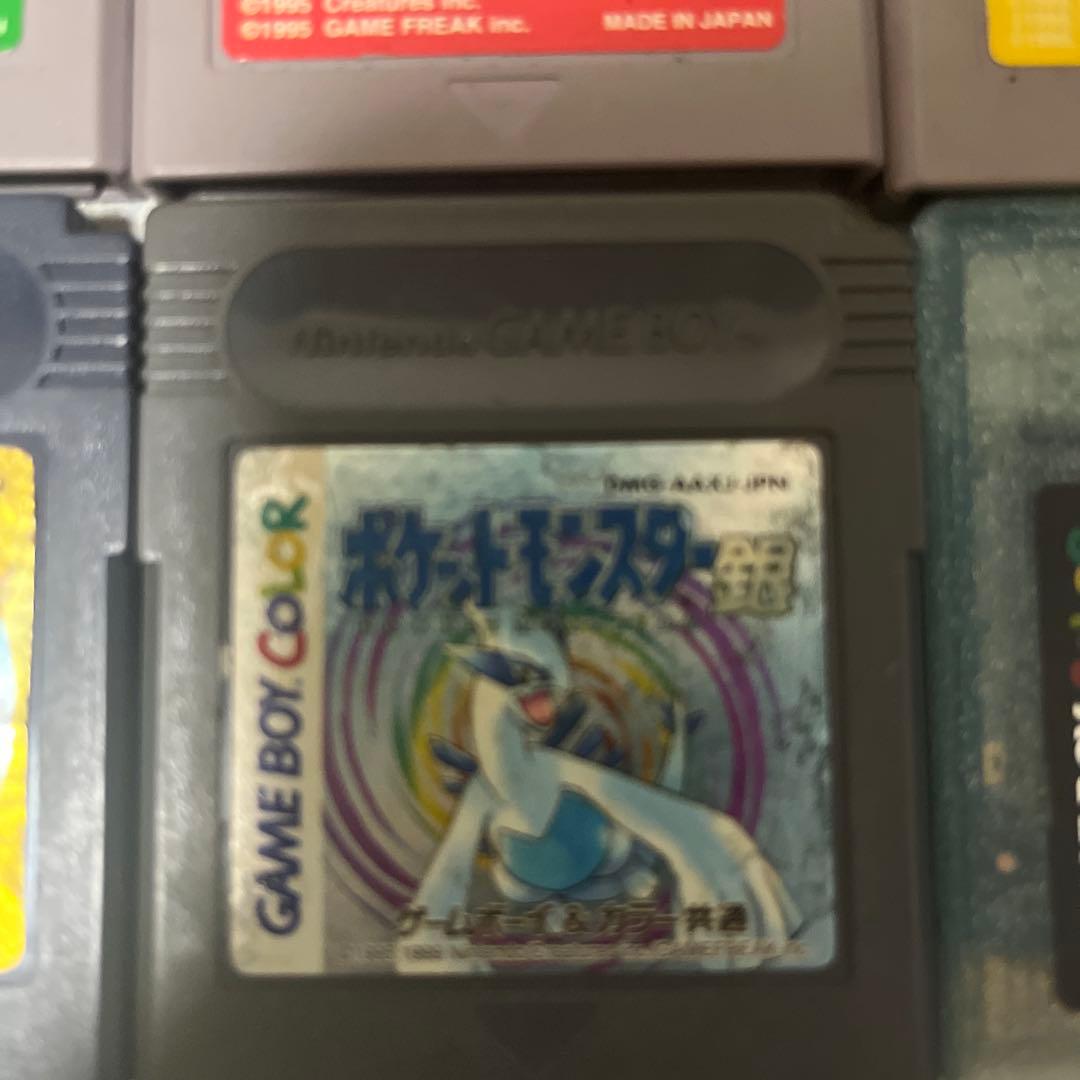 ©1995 Creatures inc.
©1995 GAME FREAK inc.
MADE IN JAPAN
Nintendo GAME BOY
DMG-AAXJ-JPN
ポケットモンスター銀
GAME BOY COLOR
ゲームボーイ&カラー共通